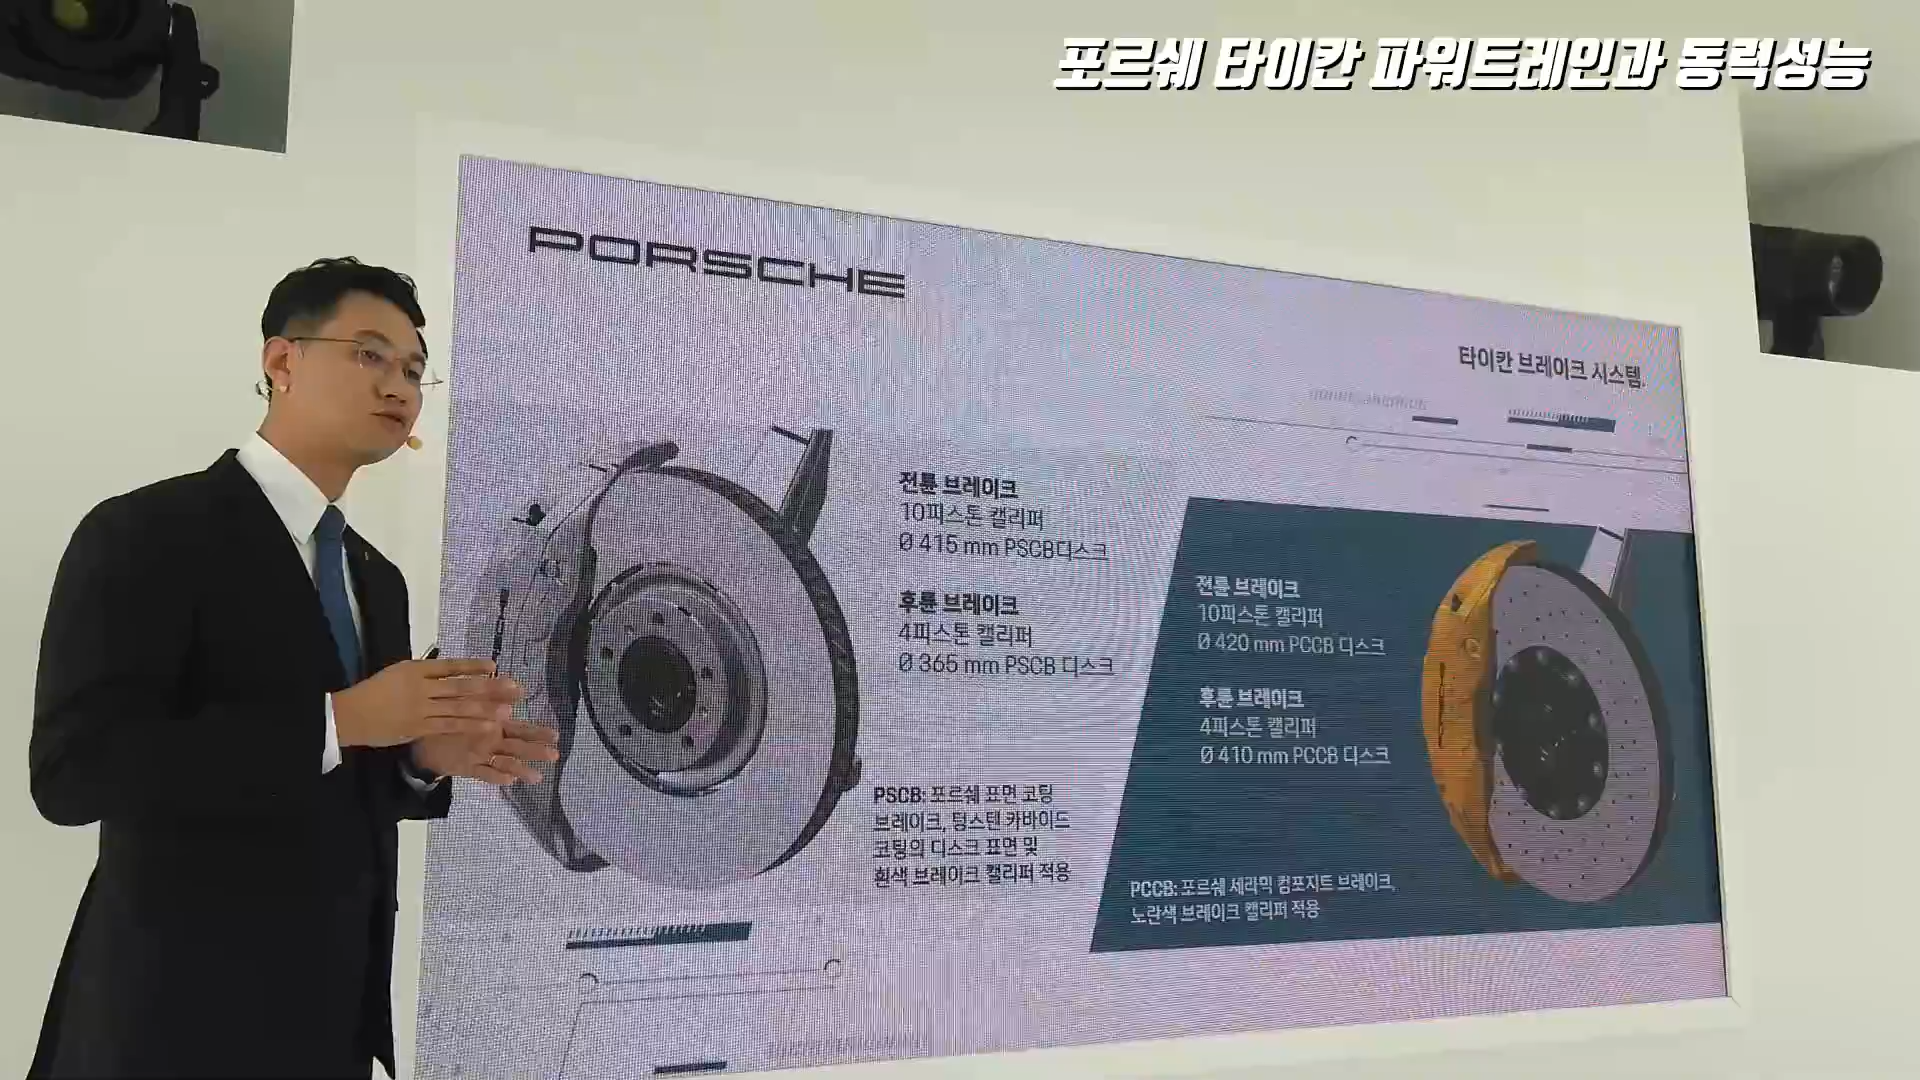 포르쉐 타이칸 파워트레인과 동력성능
PORSCHE
타이칸 브레이크 시스템.
전륜 브레이크
10피스톤 캘리퍼
Ø 415 mm PSCB디스크
후륜 브레이크
4피스톤 캘리퍼
Ø 365 mm PSCB 디스크
PSCB: 포르쉐 표면 코팅
브레이크, 텅스텐 카바이드
코팅의 디스크 표면 및
흰색 브레이크 캘리퍼 적용
전륜 브레이크
10피스톤 캘리퍼
Ø 420 mm PCCB 디스크
후륜 브레이크
4피스톤 캘리퍼
Ø 410 mm PCCB 디스크
PCCB: 포르쉐 세라믹 컴포지트 브레이크,
노란색 브레이크 캘리퍼 적용
PORSCHE